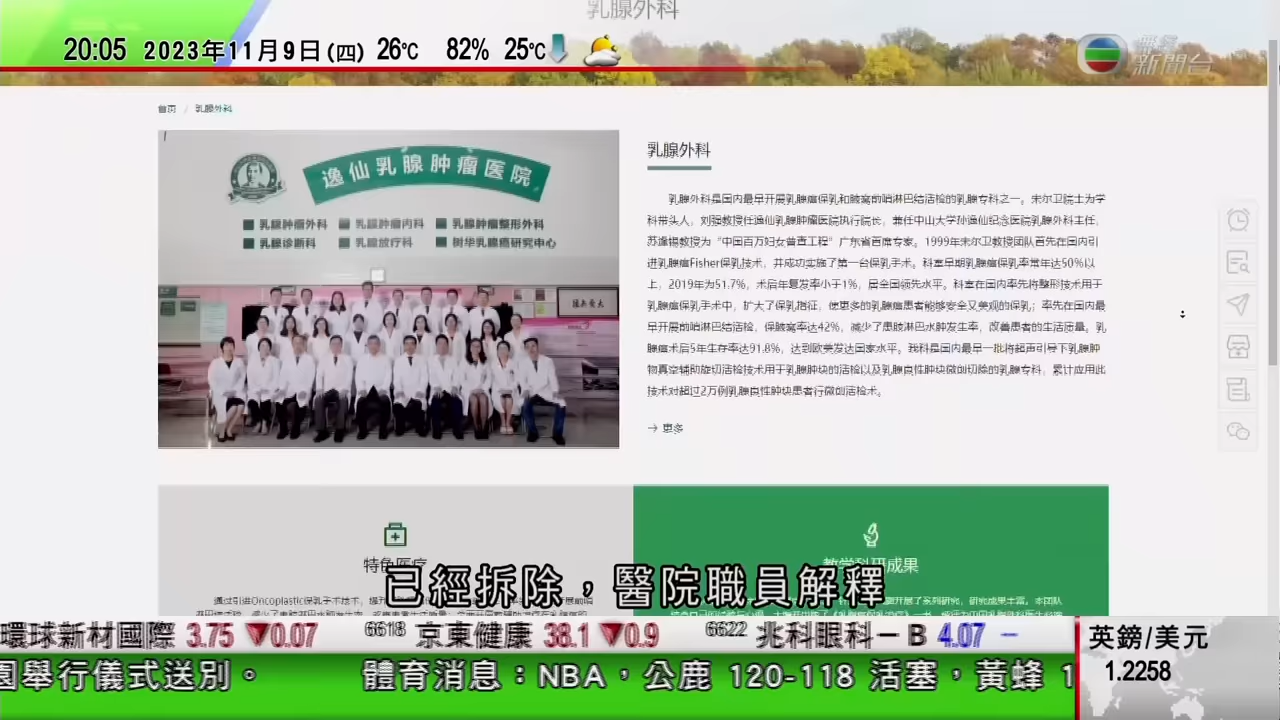 乳腺外科
20:05 2023年11月9日(四) 26℃ 82% 25℃
無綫新聞台
首页 / 乳腺外科
逸仙乳腺肿瘤医院
乳腺肿瘤外科 乳腺肿瘤内科 乳腺肿瘤整形外科
乳腺诊断科 乳腺放疗科 树华乳腺癌研究中心
乳腺外科
乳腺外科是国内最早开展乳腺癌保乳和腋窝前哨淋巴结活检的乳腺专科之一。宋尔卫院士为学
科带头人，刘强教授任逸仙乳腺肿瘤医院执行院长，兼任中山大学孙逸仙纪念医院乳腺外科主任，
苏逢锡教授为“中国百万妇女普查工程”广东省首席专家。1999年宋尔卫教授团队首先在国内引
进乳腺癌Fisher保乳技术，并成功实施了第一台保乳手术。科室早期乳腺癌保乳率常年达50%以
上，2019年为51.7%，术后年复发率小于1%，居全国领先水平。科室在国内率先将整形技术用于
乳腺癌保乳手术中，扩大了保乳指征，使更多的乳腺癌患者能够安全又美观的保乳；率先在国内最
早开展前哨淋巴结活检，保腋窝率达42%，减少了患肢淋巴水肿发生率，改善患者的生活质量。乳
腺癌术后5年生存率达91.8%，达到欧美发达国家水平。我科是国内最早一批将超声引导下乳腺肿
物真空辅助旋切活检技术用于乳腺肿块的活检以及乳腺良性肿块微创切除的乳腺专科，累计应用此
技术对超过2万例乳腺良性肿块患者行微创活检术。
→ 更多
特色医疗
教学科研成果
已經拆除，醫院職員解釋
環球新材國際 3.75 ▼0.07 6618 京東健康 38.1 ▼0.9 6622 兆科眼科－B 4.07 －
英鎊/美元
1.2258
園舉行儀式送別。 體育消息：NBA，公鹿 120-118 活塞，黃蜂 1